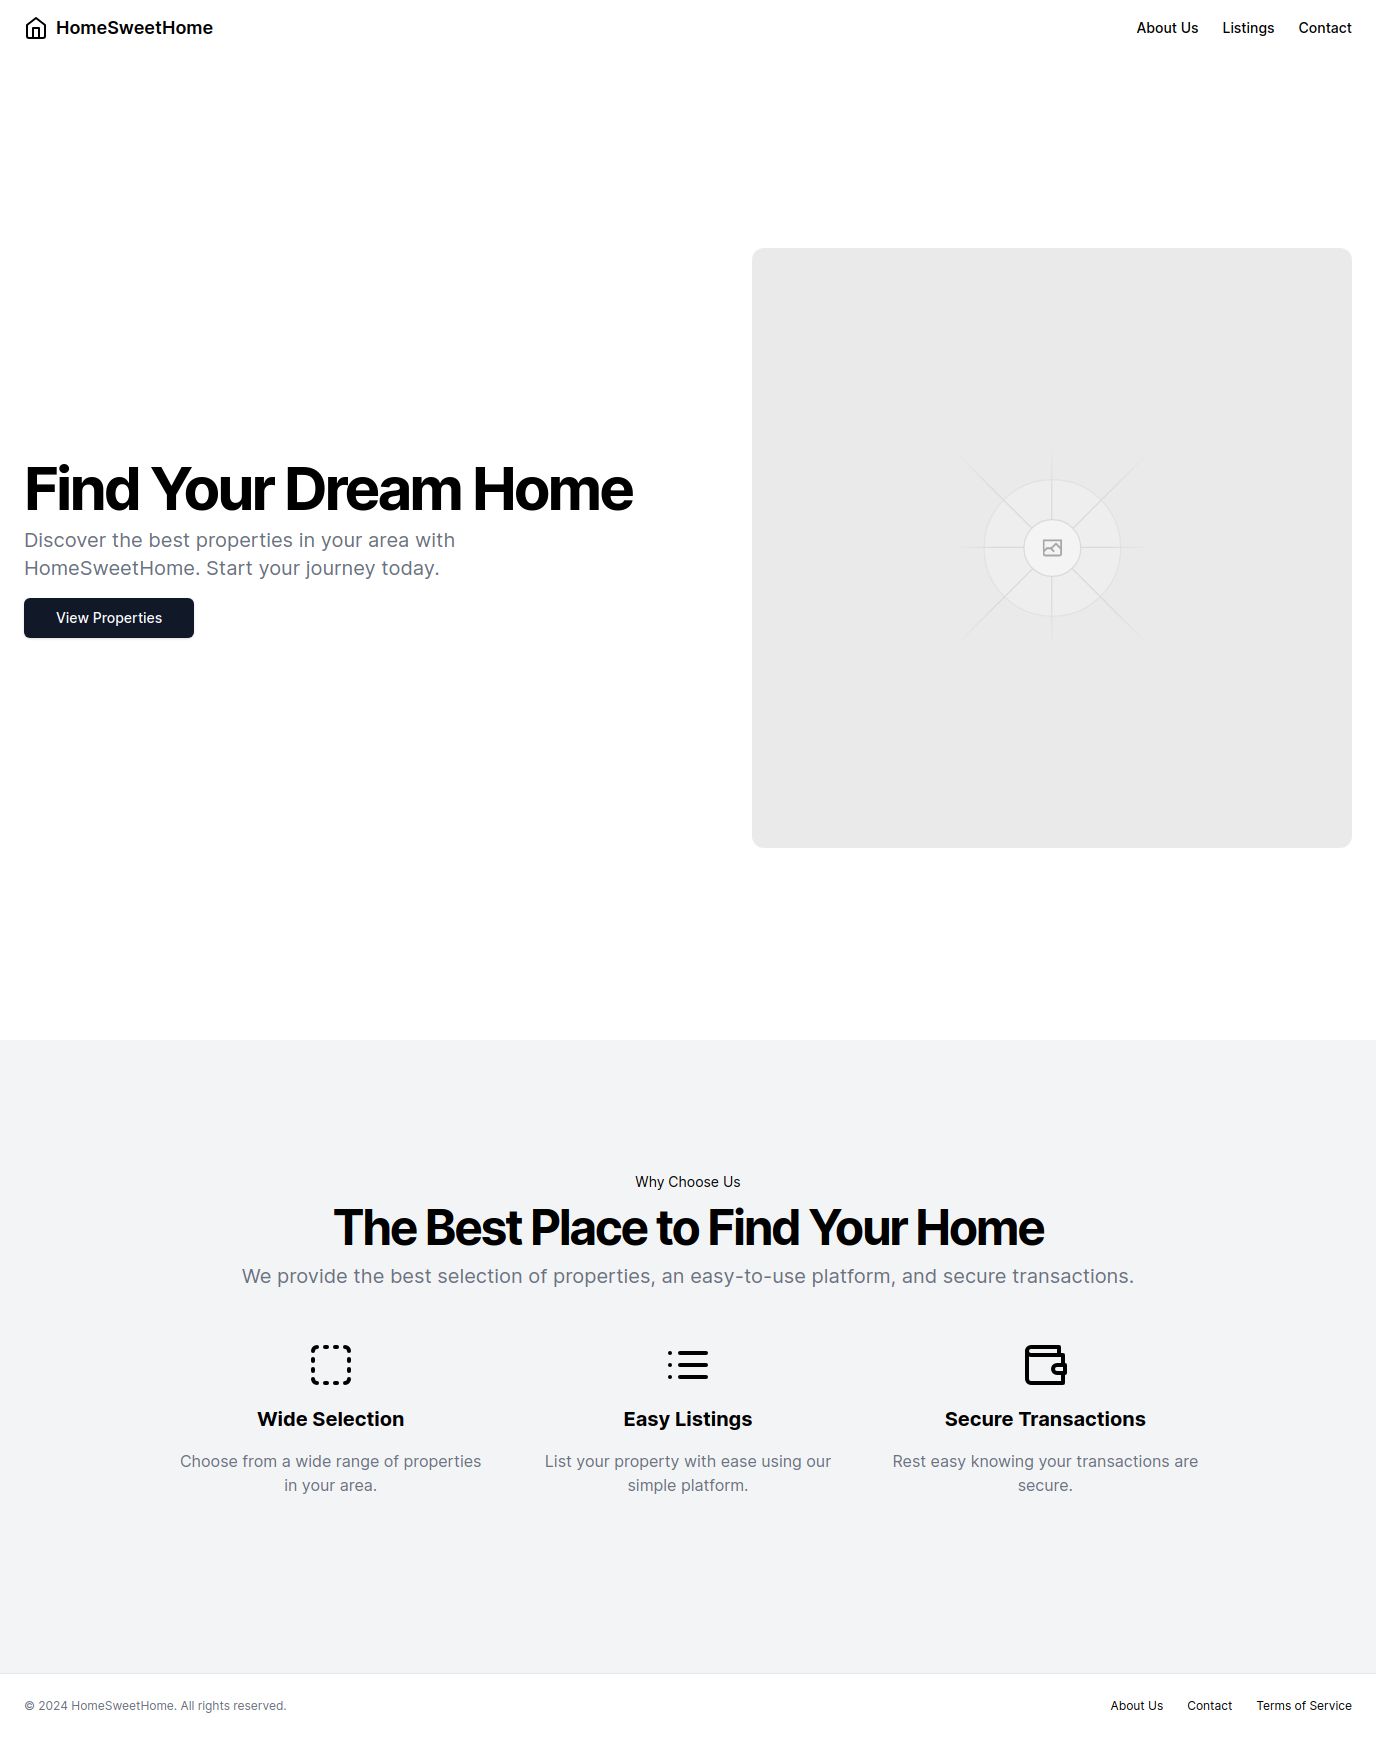 HomeSweetHome
About Us
Listings
Contact
Find Your Dream Home
Discover the best properties in your area with
HomeSweetHome. Start your journey today.
View Properties
Why Choose Us
The Best Place to Find Your Home
We provide the best selection of properties, an easy-to-use platform, and secure transactions.
Wide Selection
Choose from a wide range of properties
in your area.
Easy Listings
List your property with ease using our
simple platform.
Secure Transactions
Rest easy knowing your transactions are
secure.
© 2024 HomeSweetHome. All rights reserved.
About Us
Contact
Terms of Service